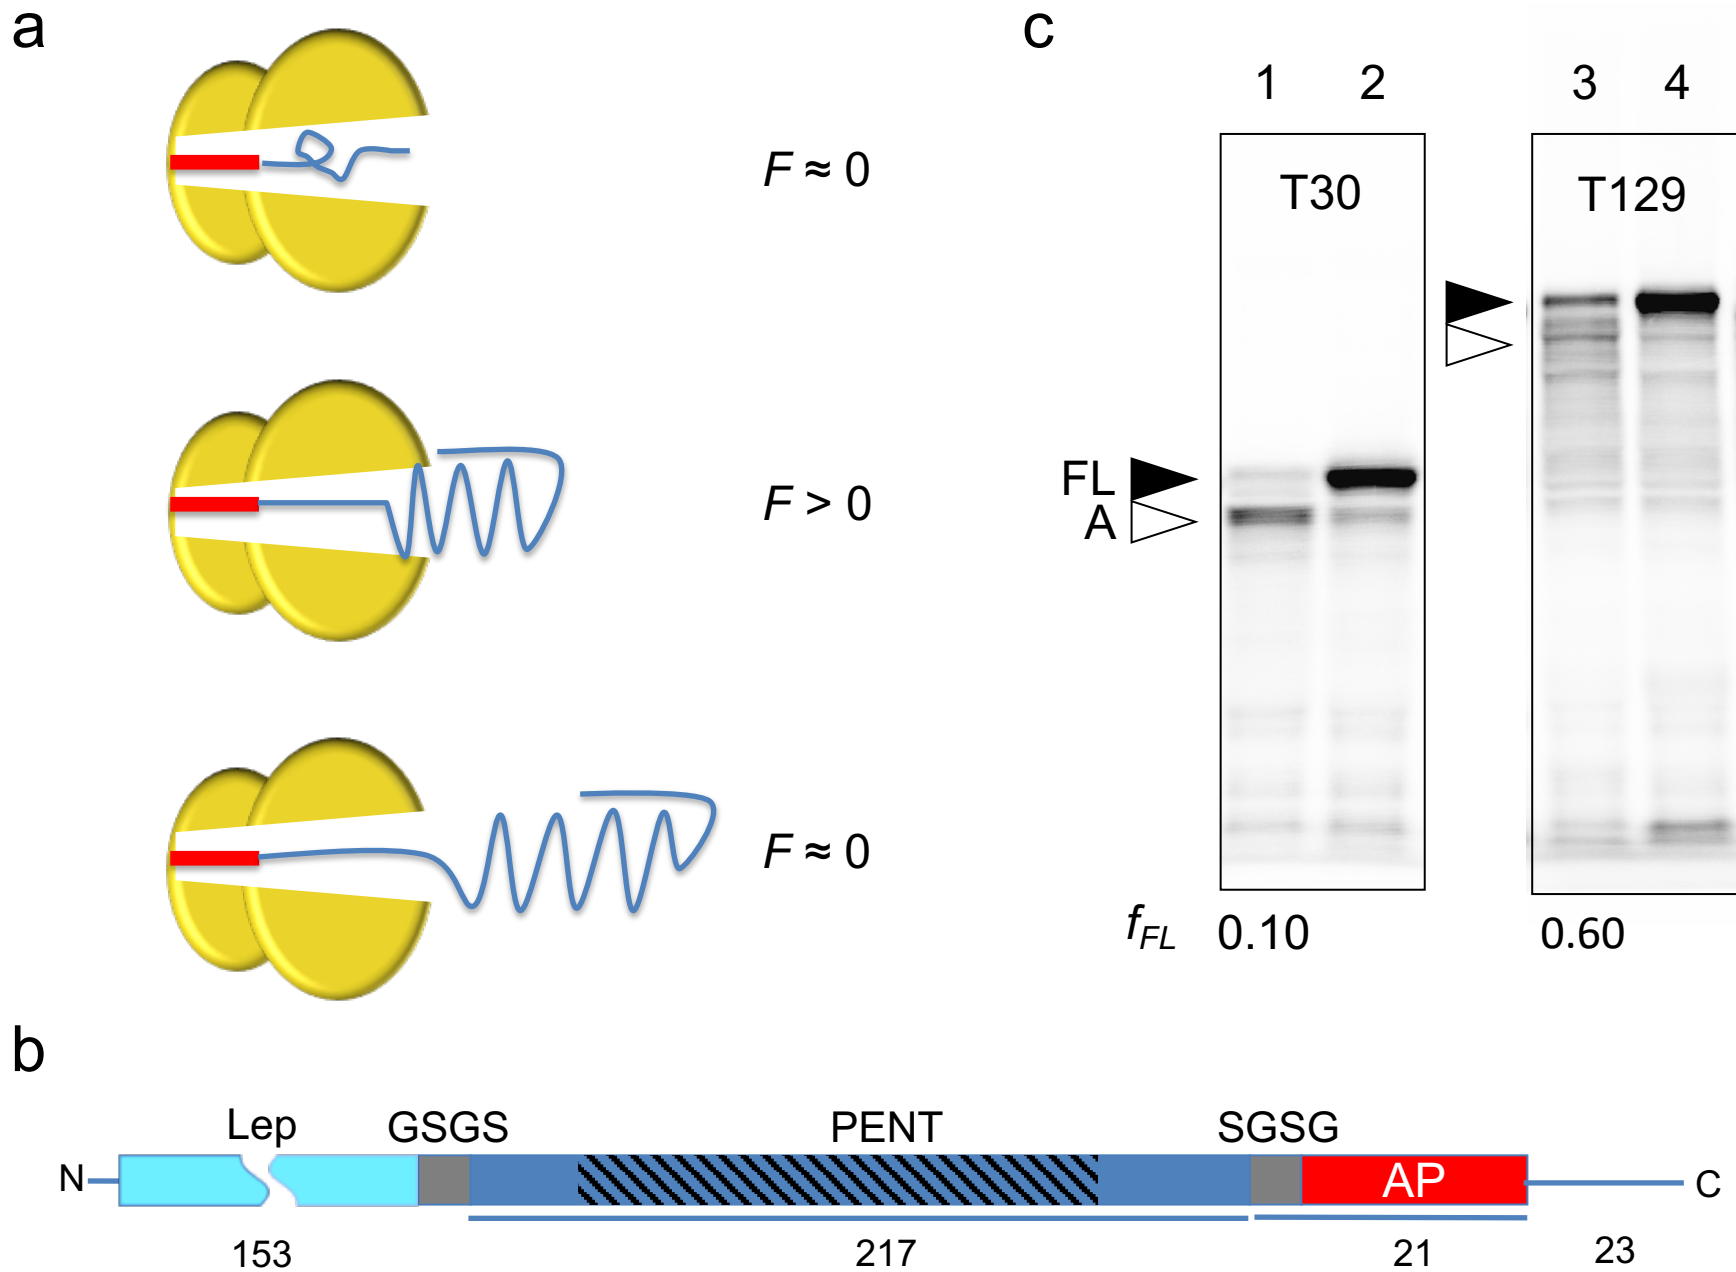 a
F ≈ 0
F > 0
F ≈ 0
c
1 2 3 4
T30 T129
FL
A
fFL 0.10 0.60
b
Lep GSGS PENT SGSG
N AP C
153 217 21 23